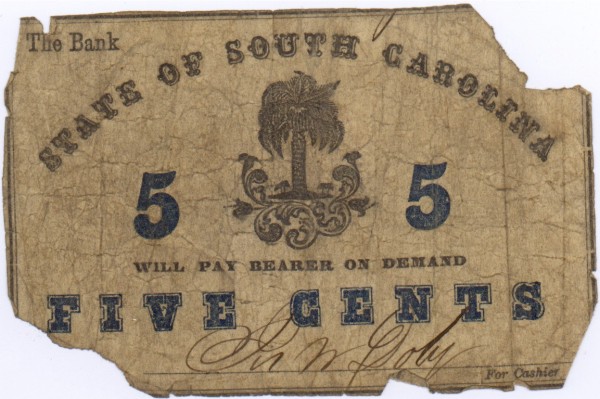 The Bank
STATE OF SOUTH CAROLINA
5 5
WILL PAY BEARER ON DEMAND
FIVE CENTS
For Cashier